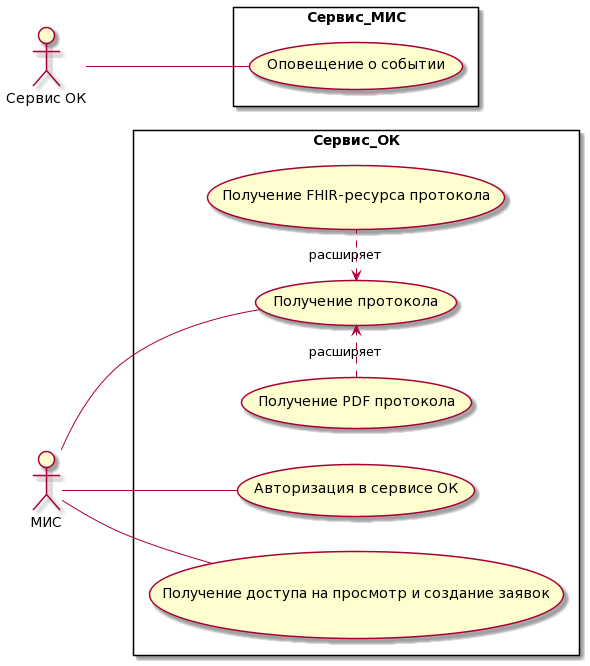 Сервис_МИС
Оповещение о событии
Сервис ОК
Сервис_ОК
Получение FHIR-ресурса протокола
расширяет
Получение протокола
расширяет
Получение PDF протокола
Авторизация в сервисе ОК
МИС
Получение доступа на просмотр и создание заявок